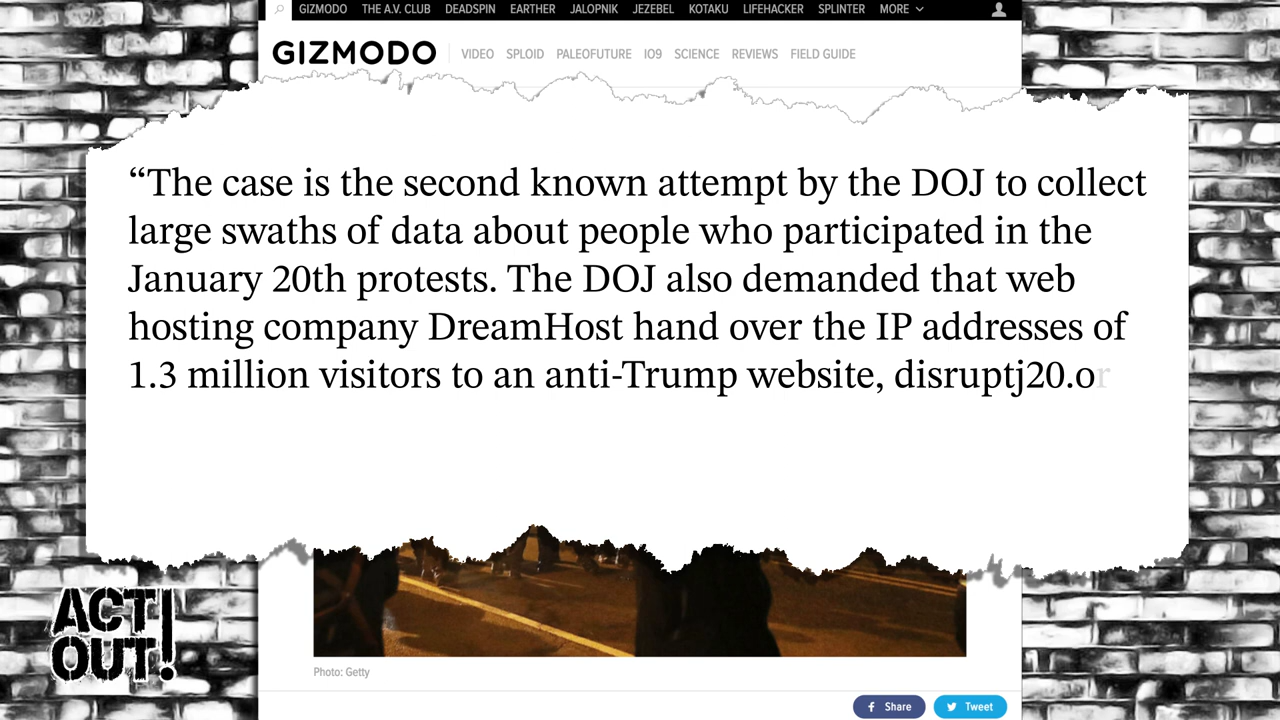 GIZMODO THE A.V. CLUB DEADSPIN EARTHER JALOPNIK JEZEBEL KOTAKU LIFEHACKER SPLINTER MORE
GIZMODO VIDEO SPLOID PALEOFUTURE IO9 SCIENCE REVIEWS FIELD GUIDE
“The case is the second known attempt by the DOJ to collect
large swaths of data about people who participated in the
January 20th protests. The DOJ also demanded that web
hosting company DreamHost hand over the IP addresses of
1.3 million visitors to an anti-Trump website, disruptj20.or
ACT
OUT!
Photo: Getty
Share Tweet